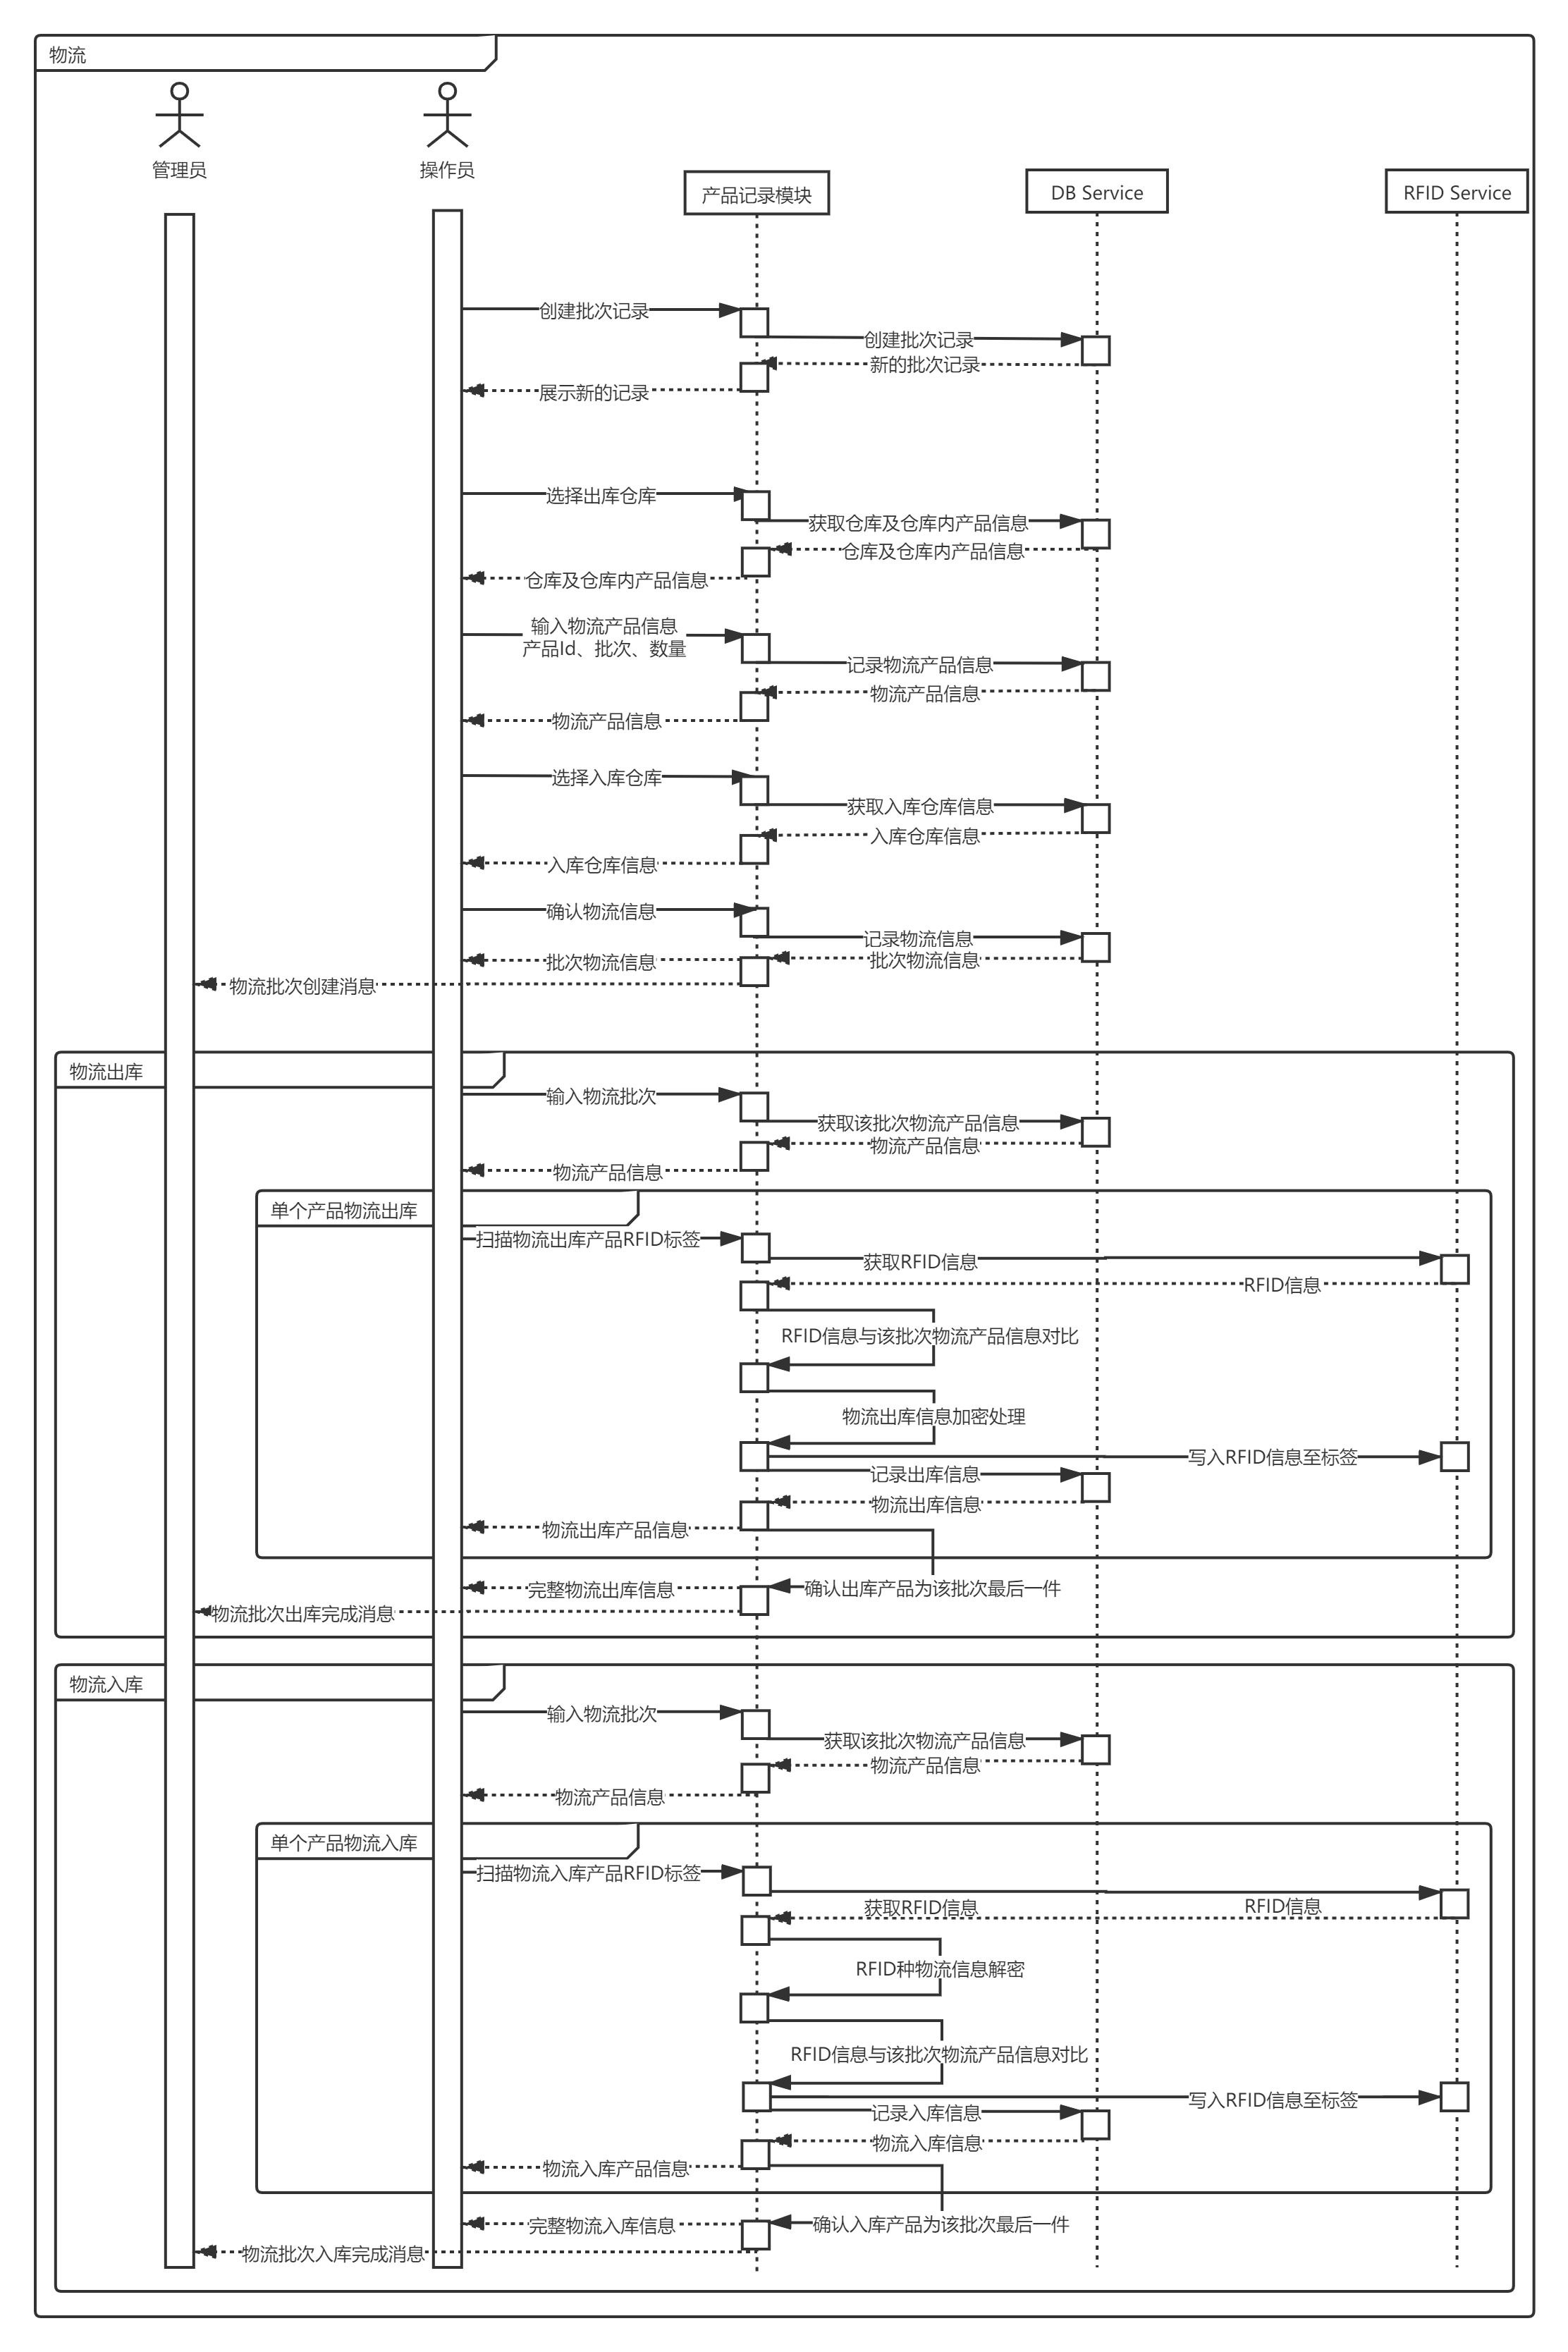 物流
管理员
操作员
产品记录模块
DB Service
RFID Service
创建批次记录
创建批次记录
新的批次记录
展示新的记录
选择出库仓库
获取仓库及仓库内产品信息
仓库及仓库内产品信息
仓库及仓库内产品信息
输入物流产品信息
产品Id、批次、数量
记录物流产品信息
物流产品信息
物流产品信息
选择入库仓库
获取入库仓库信息
入库仓库信息
入库仓库信息
确认物流信息
记录物流信息
批次物流信息
批次物流信息
物流批次创建消息
物流出库
输入物流批次
获取该批次物流产品信息
物流产品信息
物流产品信息
单个产品物流出库
扫描物流出库产品RFID标签
获取RFID信息
RFID信息
RFID信息与该批次物流产品信息对比
物流出库信息加密处理
写入RFID信息至标签
记录出库信息
物流出库信息
物流出库产品信息
确认出库产品为该批次最后一件
完整物流出库信息
物流批次出库完成消息
物流入库
输入物流批次
获取该批次物流产品信息
物流产品信息
物流产品信息
单个产品物流入库
扫描物流入库产品RFID标签
获取RFID信息
RFID信息
RFID种物流信息解密
RFID信息与该批次物流产品信息对比
写入RFID信息至标签
记录入库信息
物流入库信息
物流入库产品信息
确认入库产品为该批次最后一件
完整物流入库信息
物流批次入库完成消息